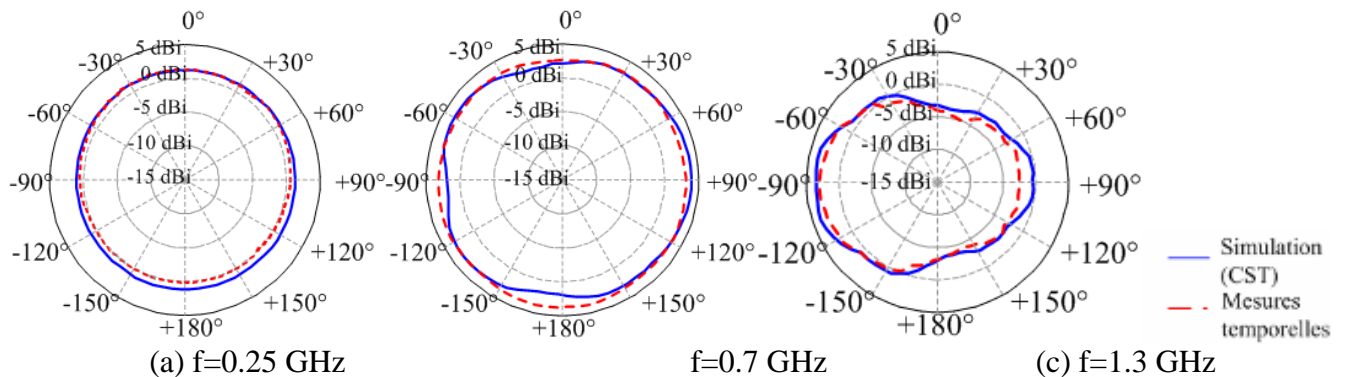 0°
-30°
+30°
-60°
+60°
-90°
+90°
-120°
+120°
-150°
+150°
+180°
5 dBi
0 dBi
-5 dBi
-10 dBi
-15 dBi
(a) f=0.25 GHz
0°
-30°
+30°
-60°
+60°
-90°
+90°
-120°
+120°
-150°
+150°
+180°
5 dBi
0 dBi
-5 dBi
-10 dBi
-15 dBi
f=0.7 GHz
0°
-30°
+30°
-60°
+60°
-90°
+90°
-120°
+120°
-150°
+150°
+180°
5 dBi
0 dBi
-5 dBi
-10 dBi
-15 dBi
(c) f=1.3 GHz
Simulation
(CST)
Mesures
temporelles